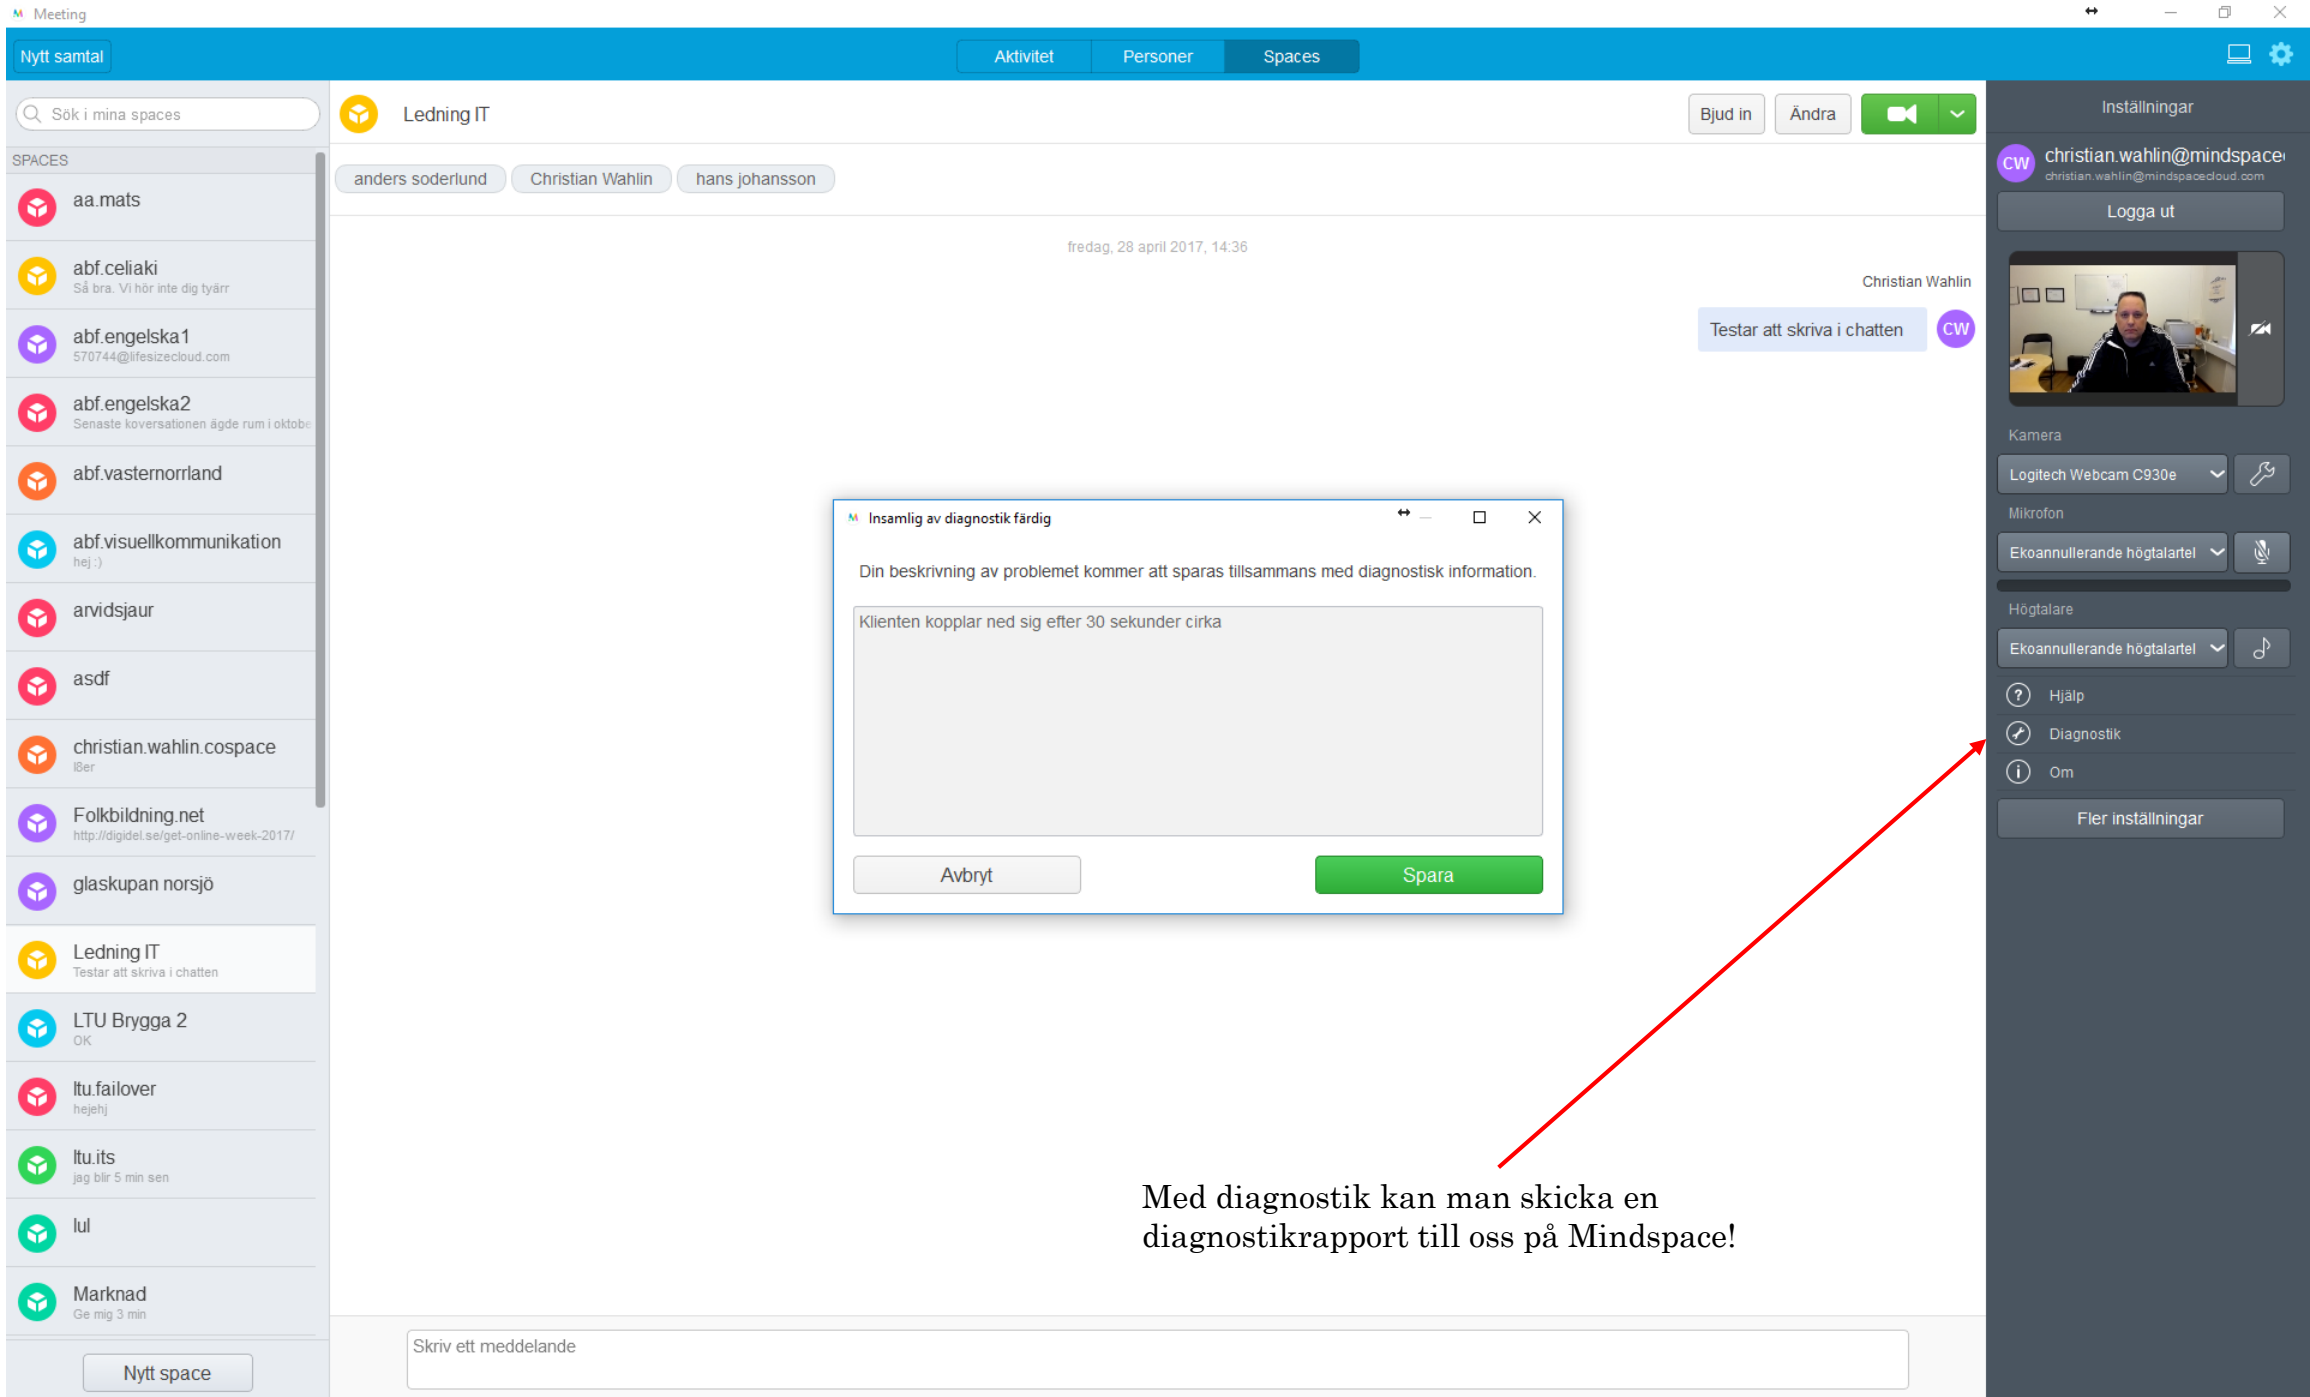 Meeting
Nytt samtal
Aktivitet
Personer
Spaces
Sök i mina spaces
SPACES
aa.mats
abf.celiaki
Så bra. Vi hör inte dig tyärr
abf.engelska1
570744@lifesizecloud.com
abf.engelska2
Senaste koversationen ägde rum i oktobe
abf.vasternorrland
abf.visuellkommunikation
hej :)
arvidsjaur
asdf
christian.wahlin.cospace
l8er
Folkbildning.net
http://digidel.se/get-online-week-2017/
glaskupan norsjö
Ledning IT
Testar att skriva i chatten
LTU Brygga 2
OK
ltu.failover
hejehj
ltu.its
jag blir 5 min sen
lul
Marknad
Ge mig 3 min
Nytt space
Ledning IT
Bjud in
Ändra
anders soderlund
Christian Wahlin
hans johansson
fredag, 28 april 2017, 14:36
Christian Wahlin
Testar att skriva i chatten
CW
Insamlig av diagnostik färdig
Din beskrivning av problemet kommer att sparas tillsammans med diagnostisk information.
Klienten kopplar ned sig efter 30 sekunder cirka
Avbryt
Spara
Med diagnostik kan man skicka en
diagnostikrapport till oss på Mindspace!
Skriv ett meddelande
Inställningar
CW
christian.wahlin@mindspace
christian.wahlin@mindspacecloud.com
Logga ut
Kamera
Logitech Webcam C930e
Mikrofon
Ekoannullerande högtalartel
Högtalare
Ekoannullerande högtalartel
Hjälp
Diagnostik
Om
Fler inställningar